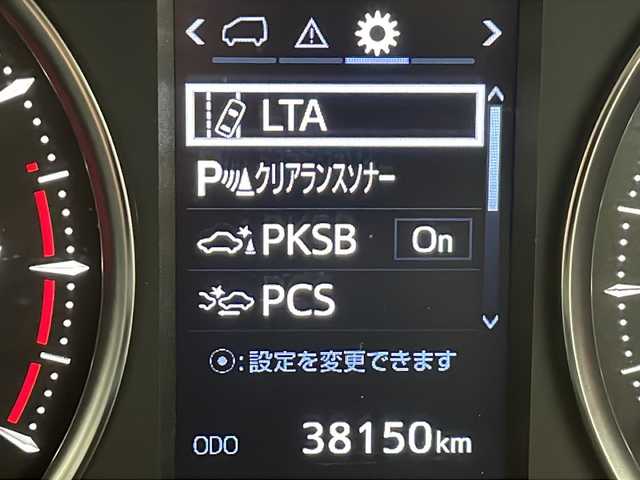 LTA
Pクリアランスソナー
PKSB On
PCS
:設定を変更できます
ODO 38150km